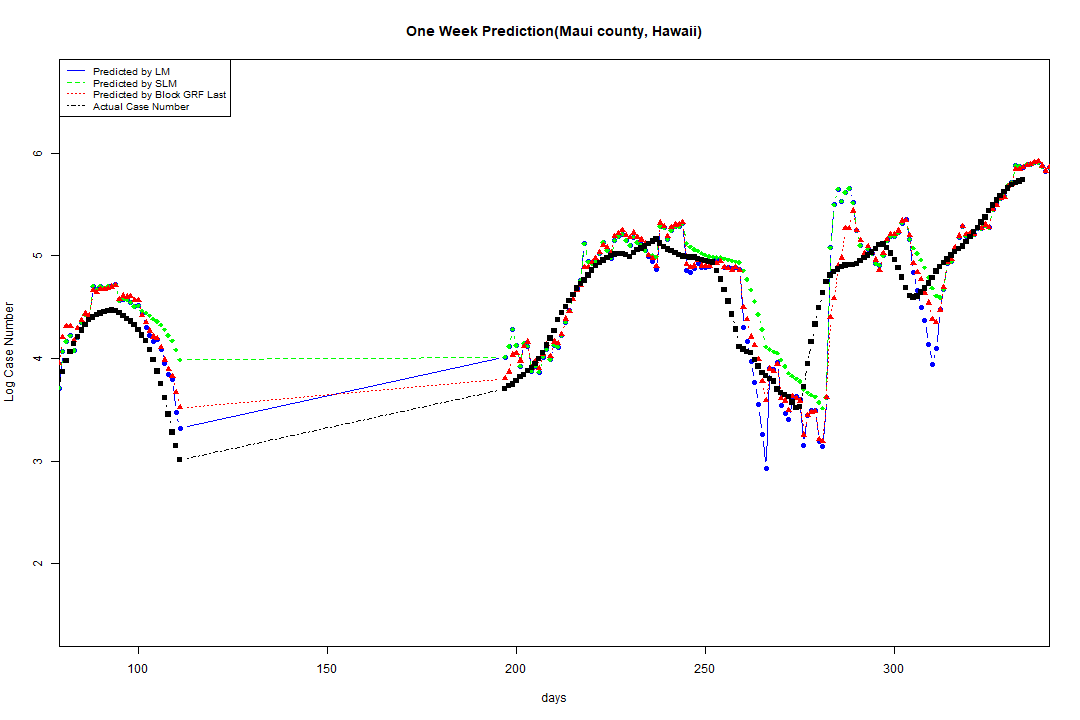 One Week Prediction(Maui county, Hawaii)
Predicted by LM
Predicted by SLM
Predicted by Block GRF Last
Actual Case Number
6
5
4
3
2
Log Case Number
100 150 200 250 300
days